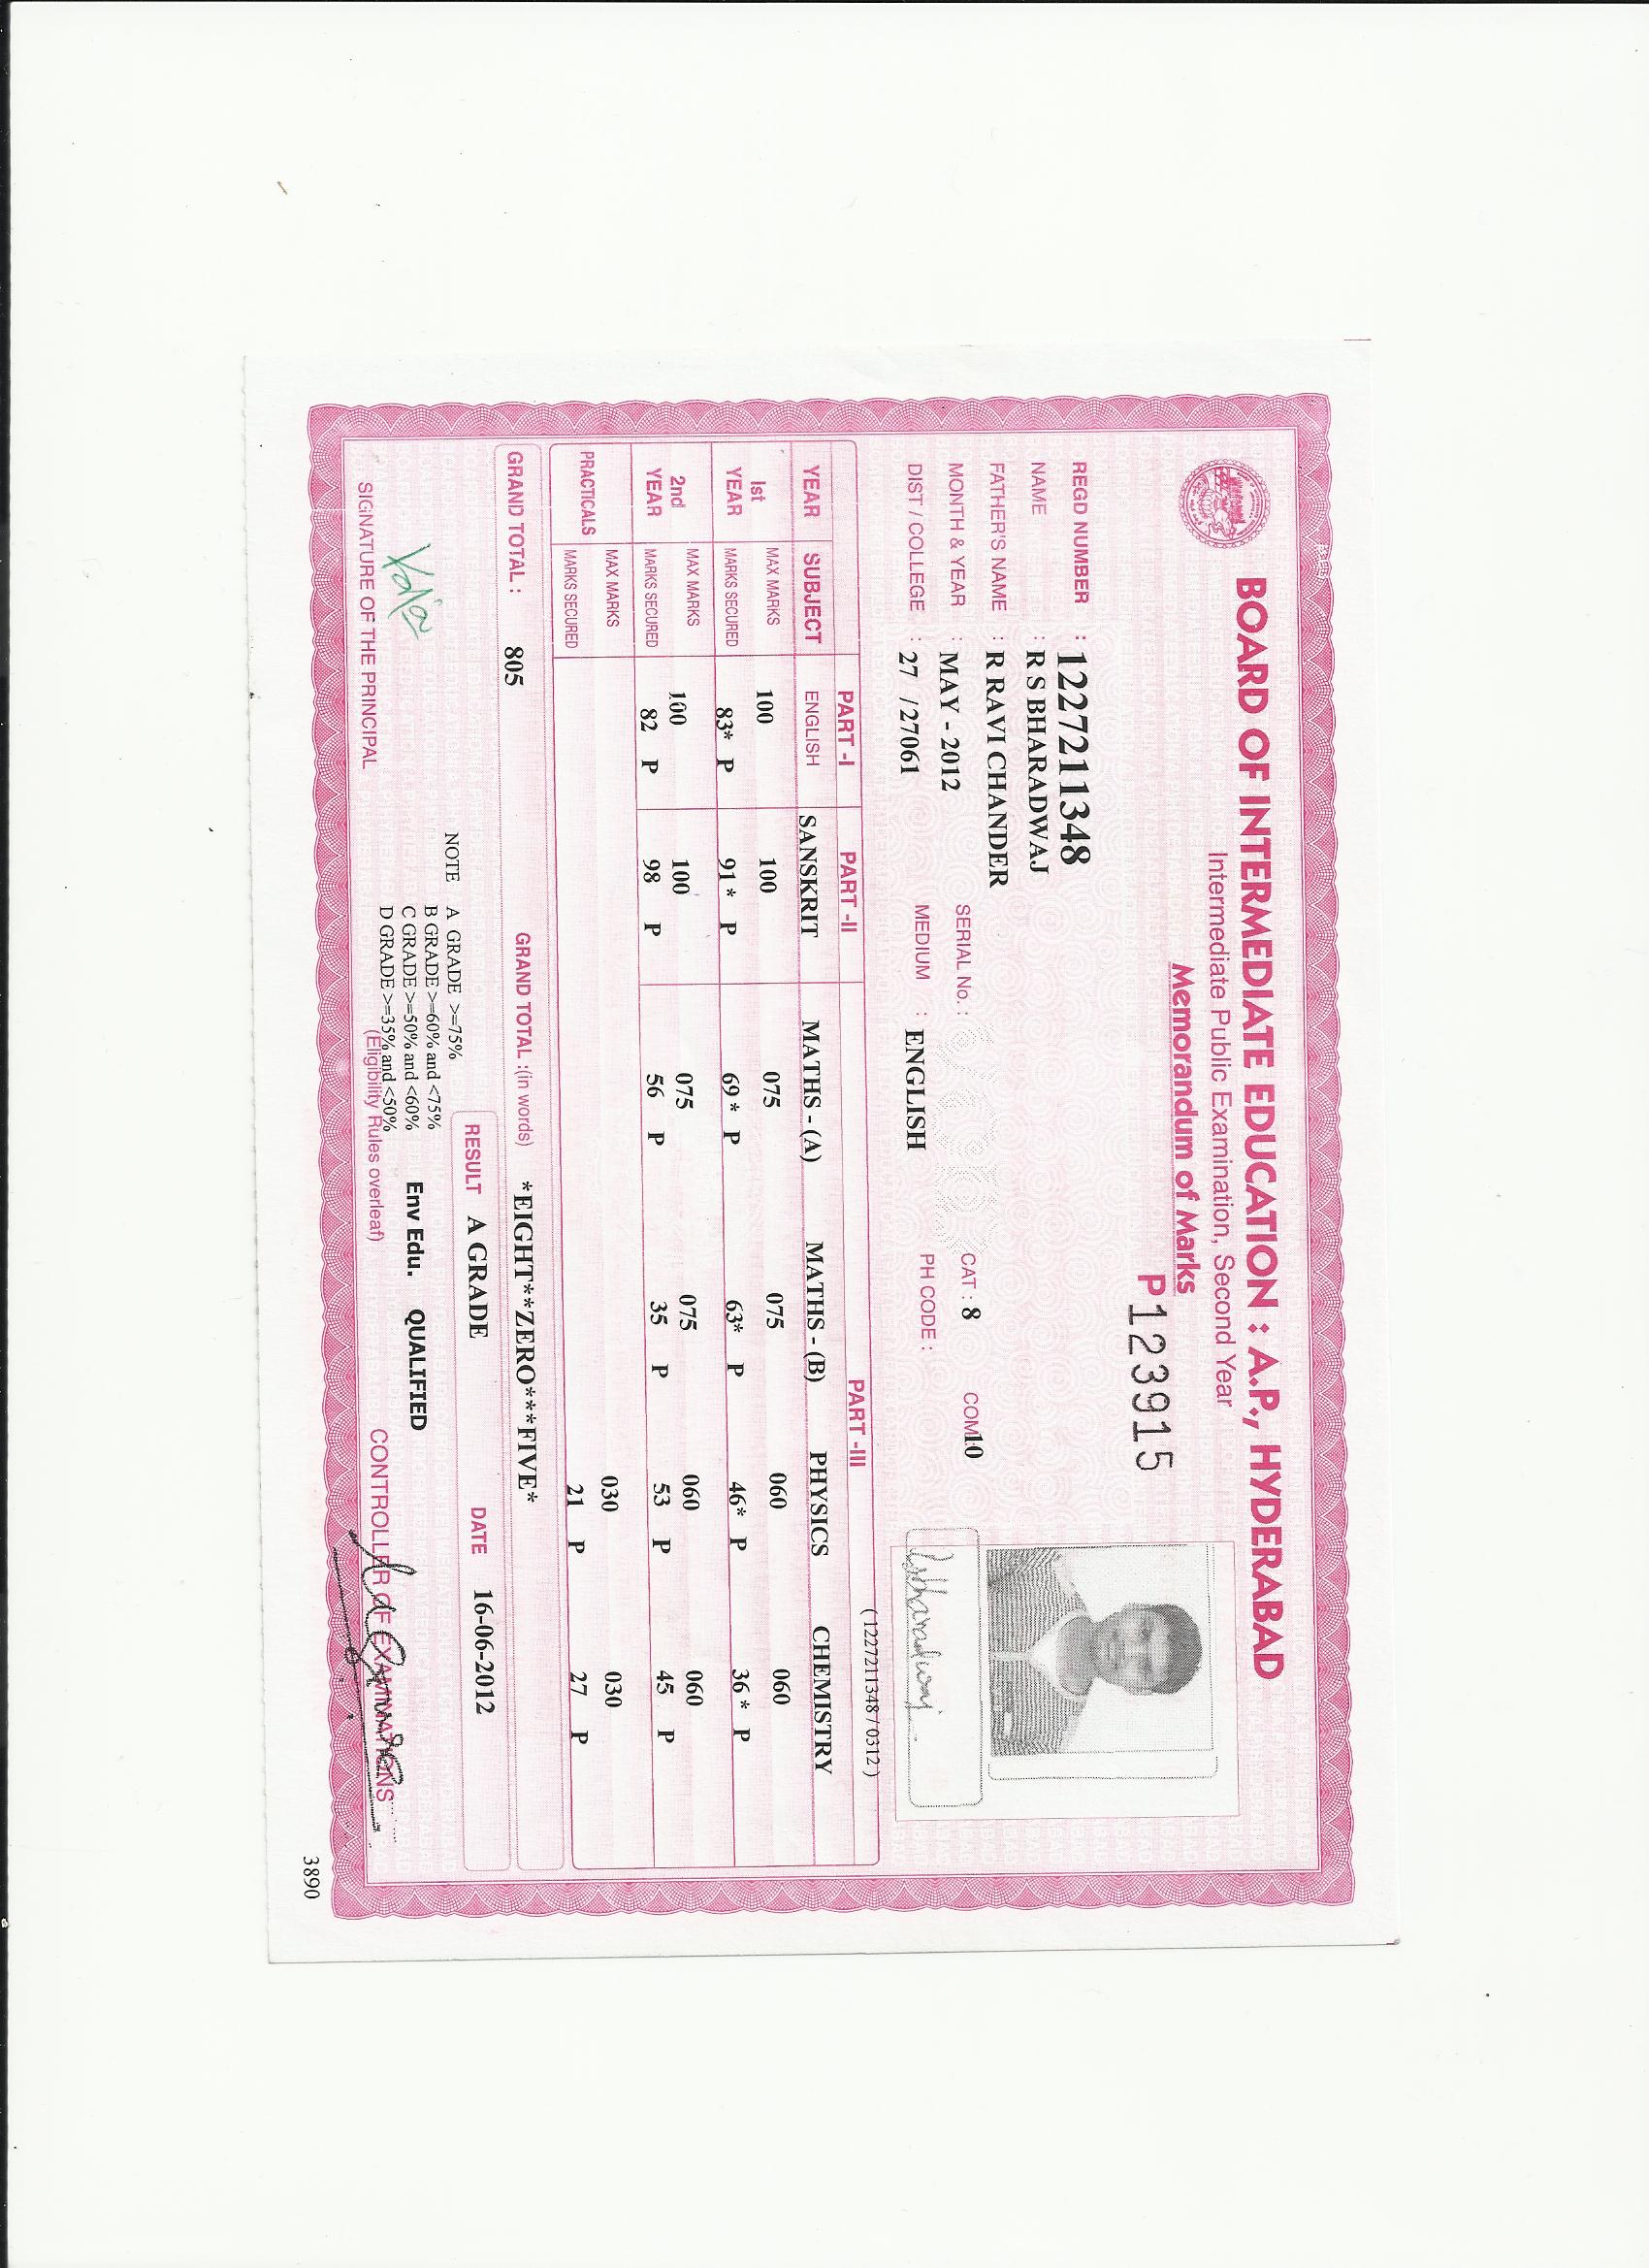 BOARD OF INTERMEDIATE EDUCATION : A.P., HYDERABAD
Intermediate Public Examination, Second Year
Memorandum of Marks
P 123915
REGD NUMBER : 1227211348
NAME : R S BHARADWAJ
FATHER'S NAME : R RAVI CHANDER
MONTH & YEAR : MAY - 2012 SERIAL No. : CAT : 8 COM10
DIST / COLLEGE : 27 / 27061 MEDIUM : ENGLISH PH CODE :
(1227211348 / 0312)
PART -I PART -II PART -III
YEAR SUBJECT ENGLISH SANSKRIT MATHS - (A) MATHS - (B) PHYSICS CHEMISTRY
Ist YEAR MAX MARKS 100 100 075 075 060 060
MARKS SECURED 83* P 91 * P 69 * P 63* P 46* P 36 * P
2nd YEAR MAX MARKS 100 100 075 075 060 060
MARKS SECURED 82 P 98 P 56 P 35 P 53 P 45 P
PRACTICALS MAX MARKS 030 030
MARKS SECURED 21 P 27 P
GRAND TOTAL : 805 GRAND TOTAL :(in words) *EIGHT**ZERO***FIVE*
RESULT A GRADE DATE 16-06-2012
NOTE A GRADE >=75%
B GRADE >=60% and <75%
C GRADE >=50% and <60%
D GRADE >=35% and <50%
Env Edu. QUALIFIED
SIGNATURE OF THE PRINCIPAL (Eligibility Rules overleaf) CONTROLLER OF EXAMINATIONS
3890